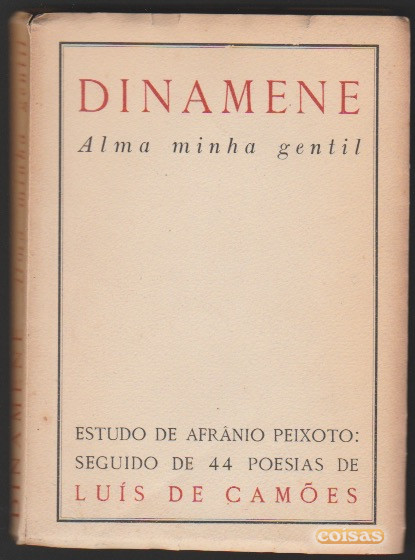 DINAMENE
Alma minha gentil
ESTUDO DE AFRÂNIO PEIXOTO:
SEGUIDO DE 44 POESIAS DE
LUÍS DE CAMÕES
coisas